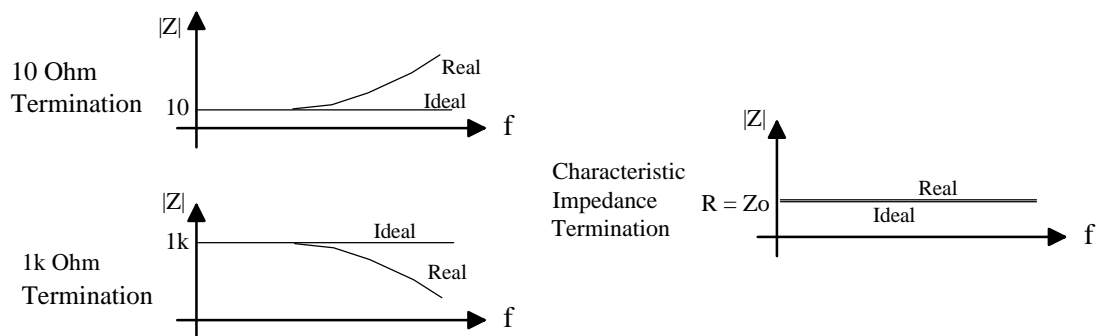 |Z|
10 Ohm
Termination
Real
Ideal
10
f
|Z|
1k
Ideal
Real
1k Ohm
Termination
f
|Z|
Characteristic
Impedance
Termination
R = Zo
Real
Ideal
f